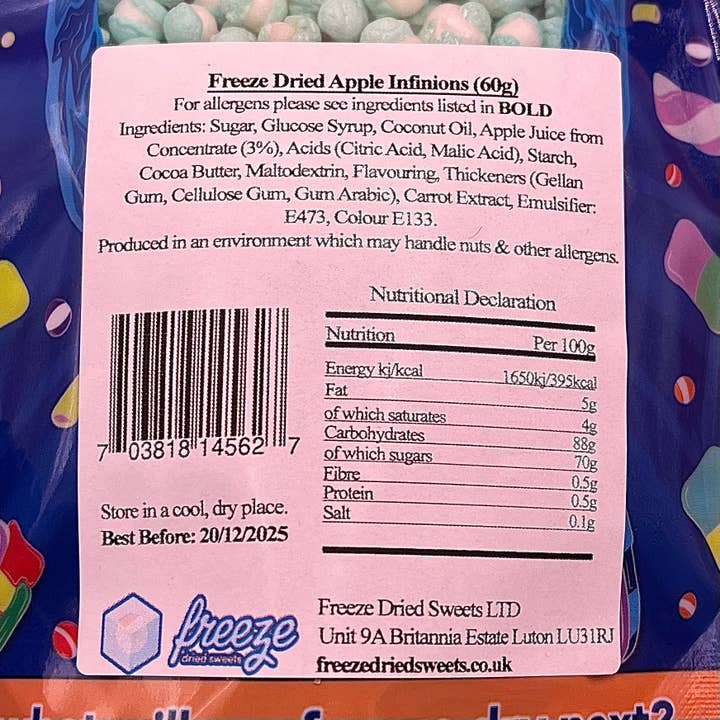 Freeze Dried Apple Infinions (60g)
For allergens please see ingredients listed in BOLD
Ingredients: Sugar, Glucose Syrup, Coconut Oil, Apple Juice from
Concentrate (3%), Acids (Citric Acid, Malic Acid), Starch,
Cocoa Butter, Maltodextrin, Flavouring, Thickeners (Gellan
Gum, Cellulose Gum, Gum Arabic), Carrot Extract, Emulsifier:
E473, Colour E133.
Produced in an environment which may handle nuts & other allergens.
Nutritional Declaration
Nutrition Per 100g
Energy kj/kcal 1650kj/395kcal
Fat 5g
of which saturates 4g
Carbohydrates 88g
of which sugars 70g
Fibre 0.5g
Protein 0.5g
Salt 0.1g
7 03818 14562 7
Store in a cool, dry place.
Best Before: 20/12/2025
freeze
dried sweets
Freeze Dried Sweets LTD
Unit 9A Britannia Estate Luton LU31RJ
freezedriedsweets.co.uk